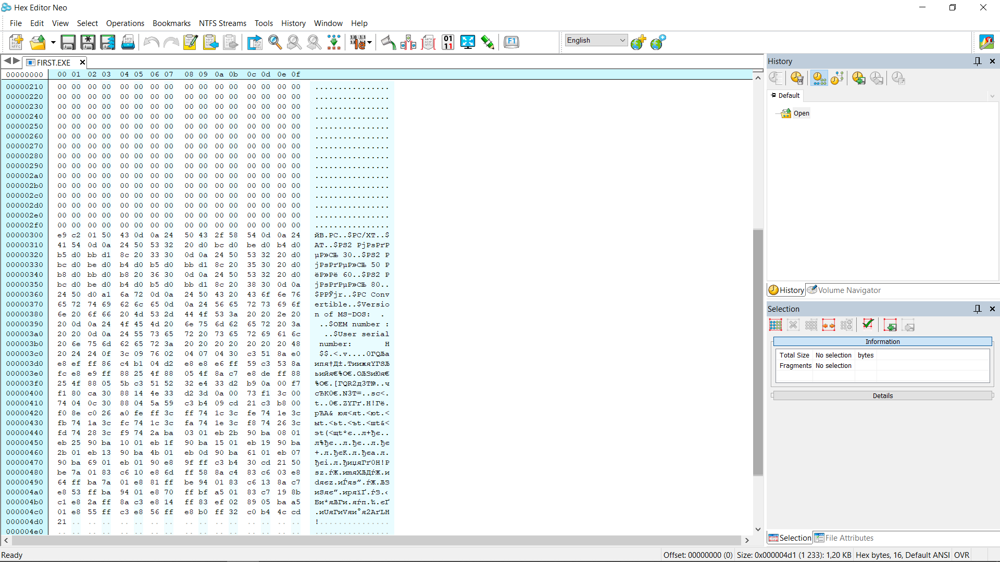 Hex Editor Neo
File Edit View Select Operations Bookmarks NTFS Streams Tools History Window Help
English
FIRST.EXE
00000000 00 01 02 03 04 05 06 07 08 09 0a 0b 0c 0d 0e 0f
00000210 00 00 00 00 00 00 00 00 00 00 00 00 00 00 00 00 ................
00000220 00 00 00 00 00 00 00 00 00 00 00 00 00 00 00 00 ................
00000230 00 00 00 00 00 00 00 00 00 00 00 00 00 00 00 00 ................
00000240 00 00 00 00 00 00 00 00 00 00 00 00 00 00 00 00 ................
00000250 00 00 00 00 00 00 00 00 00 00 00 00 00 00 00 00 ................
00000260 00 00 00 00 00 00 00 00 00 00 00 00 00 00 00 00 ................
00000270 00 00 00 00 00 00 00 00 00 00 00 00 00 00 00 00 ................
00000280 00 00 00 00 00 00 00 00 00 00 00 00 00 00 00 00 ................
00000290 00 00 00 00 00 00 00 00 00 00 00 00 00 00 00 00 ................
000002a0 00 00 00 00 00 00 00 00 00 00 00 00 00 00 00 00 ................
000002b0 00 00 00 00 00 00 00 00 00 00 00 00 00 00 00 00 ................
000002c0 00 00 00 00 00 00 00 00 00 00 00 00 00 00 00 00 ................
000002d0 00 00 00 00 00 00 00 00 00 00 00 00 00 00 00 00 ................
000002e0 00 00 00 00 00 00 00 00 00 00 00 00 00 00 00 00 ................
000002f0 00 00 00 00 00 00 00 00 00 00 00 00 00 00 00 00 ................
00000300 e9 c2 01 50 43 0d 0a 24 50 43 2f 58 54 0d 0a 24 йВ.PC..$PC/XT..$
00000310 41 54 0d 0a 24 50 53 32 20 d0 bc d0 be d0 b4 d0 AT..$PS2 РјРѕРґР
00000320 b5 d0 bb d1 8c 20 33 30 0d 0a 24 50 53 32 20 d0 µР»СЊ 30..$PS2 Р
00000330 bc d0 be d0 b4 d0 b5 d0 bb d1 8c 20 35 30 20 d0 јРѕРґРµР»СЊ 50 Р
00000340 b8 d0 bb d0 b8 20 36 30 0d 0a 24 50 53 32 20 d0 ёР»Рё 60..$PS2 Р
00000350 bc d0 be d0 b4 d0 b5 d0 bb d1 8c 20 38 30 0d 0a јРѕРґРµР»СЊ 80..
00000360 24 50 d0 a1 6a 72 0d 0a 24 50 43 20 43 6f 6e 76 $PРЎjr..$PC Conv
00000370 65 72 74 69 62 6c 65 0d 0a 24 56 65 72 73 69 6f ertible..$Versio
00000380 6e 20 6f 66 20 4d 53 2d 44 4f 53 3a 20 20 2e 20 n of MS-DOS:  . 
00000390 20 0d 0a 24 4f 45 4d 20 6e 75 6d 62 65 72 20 3a  ..$OEM number :
000003a0 20 20 0d 0a 24 55 73 65 72 20 73 65 72 69 61 6c   ..$User serial
000003b0 20 6e 75 6d 62 65 72 3a 20 20 20 20 20 20 20 48  number:       H
000003c0 20 24 24 0f 3c 09 76 02 04 07 04 30 c3 51 8a e0  $$.<.v....0ГQЉа
000003d0 e8 ef ff 86 c4 b1 04 d2 e8 e8 e6 ff 59 c3 53 8a ипя†Д±.ТиижяYГSЉ
000003e0 fc e8 e9 ff 88 25 4f 88 05 4f 8a c7 e8 de ff 88 ьийя€%O€.OЉЗиЮя€
000003f0 25 4f 88 05 5b c3 51 52 32 e4 33 d2 b9 0a 00 f7 %O€.[ГQR2д3Т№..ч
00000400 f1 80 ca 30 88 14 4e 33 d2 3d 0a 00 73 f1 3c 00 сЂК0€.N3Т=..sс<.
00000410 74 04 0c 30 88 04 5a 59 c3 b4 09 cd 21 c3 b8 00 t..0€.ZYГґ.Н!Гё.
00000420 f0 8e c0 26 a0 fe ff 3c ff 74 1c 3c fe 74 1e 3c рЋА& юя<яt.<юt.<
00000430 fb 74 1a 3c fc 74 1c 3c fa 74 1e 3c f8 74 26 3c ыt.<ьt.<ъt.<шt&<
00000440 fd 74 28 3c f9 74 2a ba 03 01 eb 2b 90 ba 08 01 эt(<щt*є..л+ђє..
00000450 eb 25 90 ba 10 01 eb 1f 90 ba 15 01 eb 19 90 ba л%ђє..л.ђє..л.ђє
00000460 2b 01 eb 13 90 ba 4b 01 eb 0d 90 ba 61 01 eb 07 +.л.ђєK.л.ђєa.л.
00000470 90 ba 69 01 eb 01 90 e8 9f ff c3 b4 30 cd 21 50 ђєi.л.ђиџяГґ0Н!P
00000480 be 7a 01 83 c6 10 e8 6d ff 58 8a c4 83 c6 03 e8 ѕz.ѓЖ.иmяXЉДѓЖ.и
00000490 64 ff ba 7a 01 e8 81 ff be 94 01 83 c6 13 8a c7 dяєz.иЃяѕ”.ѓЖ.ЉЗ
000004a0 e8 53 ff ba 94 01 e8 70 ff bf a5 01 83 c7 19 8b иSяє”.иpяїҐ.ѓЗ.‹
000004b0 c1 e8 2a ff 8a c3 e8 14 ff 83 ef 02 89 05 ba a5 Би*яЉГи.яѓп.‰.єҐ
000004c0 01 e8 55 ff c3 e8 56 ff e8 b0 ff 32 c0 b4 4c cd .иUяГиVяи°я2АґLН
000004d0 21 .. .. .. .. .. .. .. .. .. .. .. .. .. .. .. !...............
000004e0 .. .. .. .. .. .. .. .. .. .. .. .. .. .. .. .. ................
History
Default
Open
History Volume Navigator
Selection
Information
Total Size No selection bytes
Fragments No selection
Details
Selection File Attributes
Ready
Offset: 00000000 (0) Size: 0x000004d1 (1 233): 1,20 KB Hex bytes, 16, Default ANSI OVR